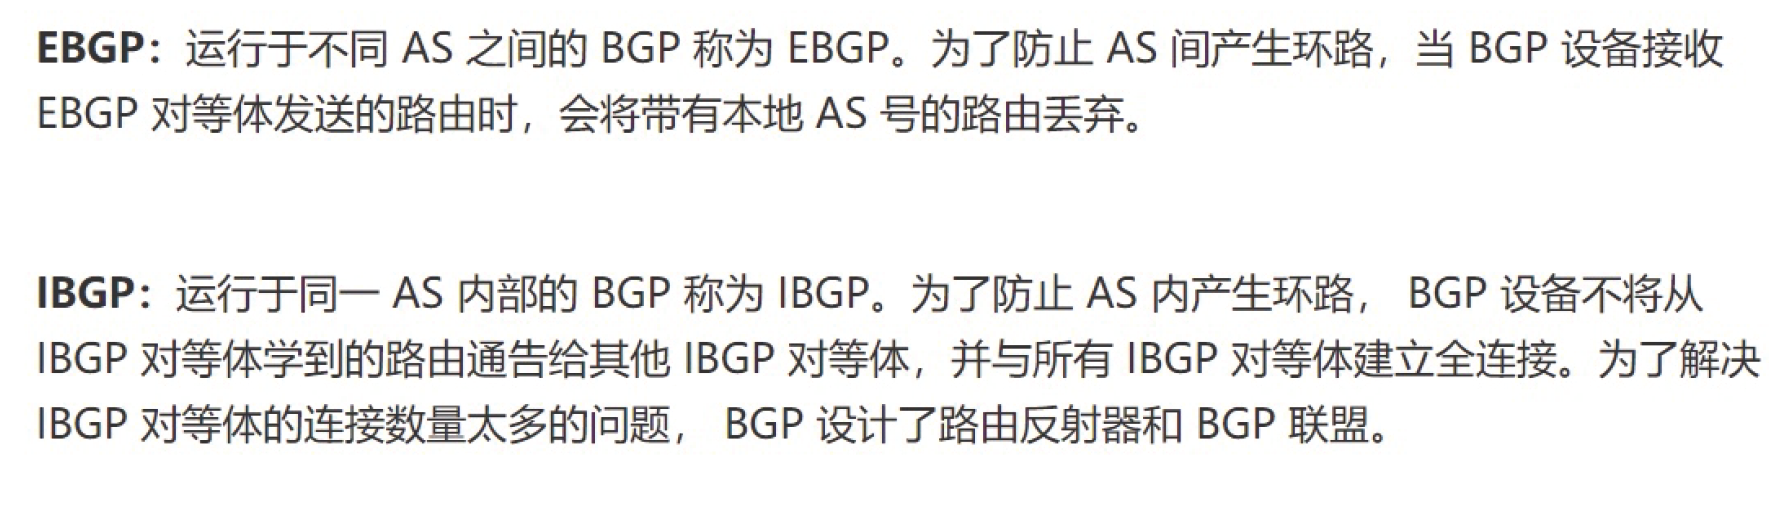 EBGP：运行于不同 AS 之间的 BGP 称为 EBGP。为了防止 AS 间产生环路，当 BGP 设备接收
EBGP 对等体发送的路由时，会将带有本地 AS 号的路由丢弃。
IBGP：运行于同一 AS 内部的 BGP 称为 IBGP。为了防止 AS 内产生环路， BGP 设备不将从
IBGP 对等体学到的路由通告给其他 IBGP 对等体，并与所有 IBGP 对等体建立全连接。为了解决
IBGP 对等体的连接数量太多的问题， BGP 设计了路由反射器和 BGP 联盟。